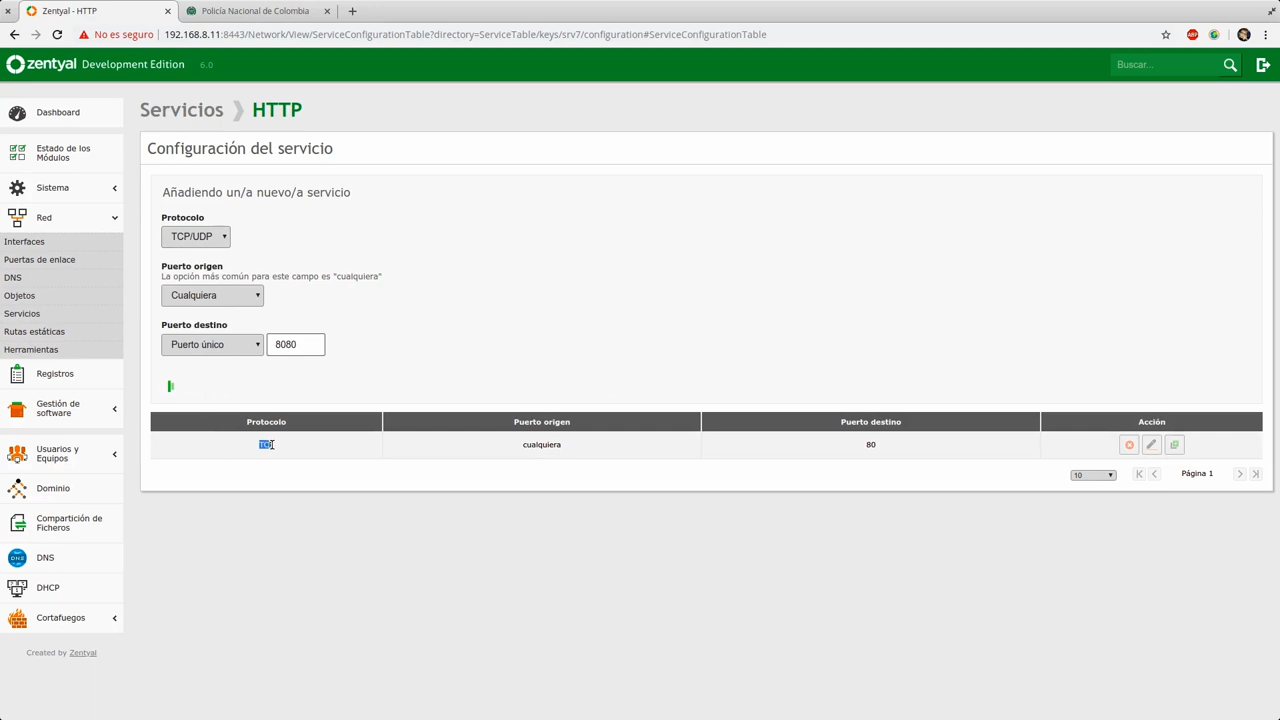 Zentyal - HTTP
Policía Nacional de Colombia
No es seguro
192.168.8.11:8443/Network/View/ServiceConfigurationTable?directory=ServiceTable/keys/srv7/configuration#ServiceConfigurationTable
ABP
zentyal Development Edition 6.0
Buscar...
Dashboard
Estado de los
Módulos
Sistema
Red
Interfaces
Puertas de enlace
DNS
Objetos
Servicios
Rutas estáticas
Herramientas
Registros
Gestión de
software
Usuarios y
Equipos
Dominio
Compartición de
Ficheros
DNS
DNS
DHCP
Cortafuegos
Created by Zentyal
Servicios HTTP
Configuración del servicio
Añadiendo un/a nuevo/a servicio
Protocolo
TCP/UDP
Puerto origen
La opción más común para este campo es "cualquiera"
Cualquiera
Puerto destino
Puerto único 8080
Protocolo Puerto origen Puerto destino Acción
TCP cualquiera 80
10 Página 1